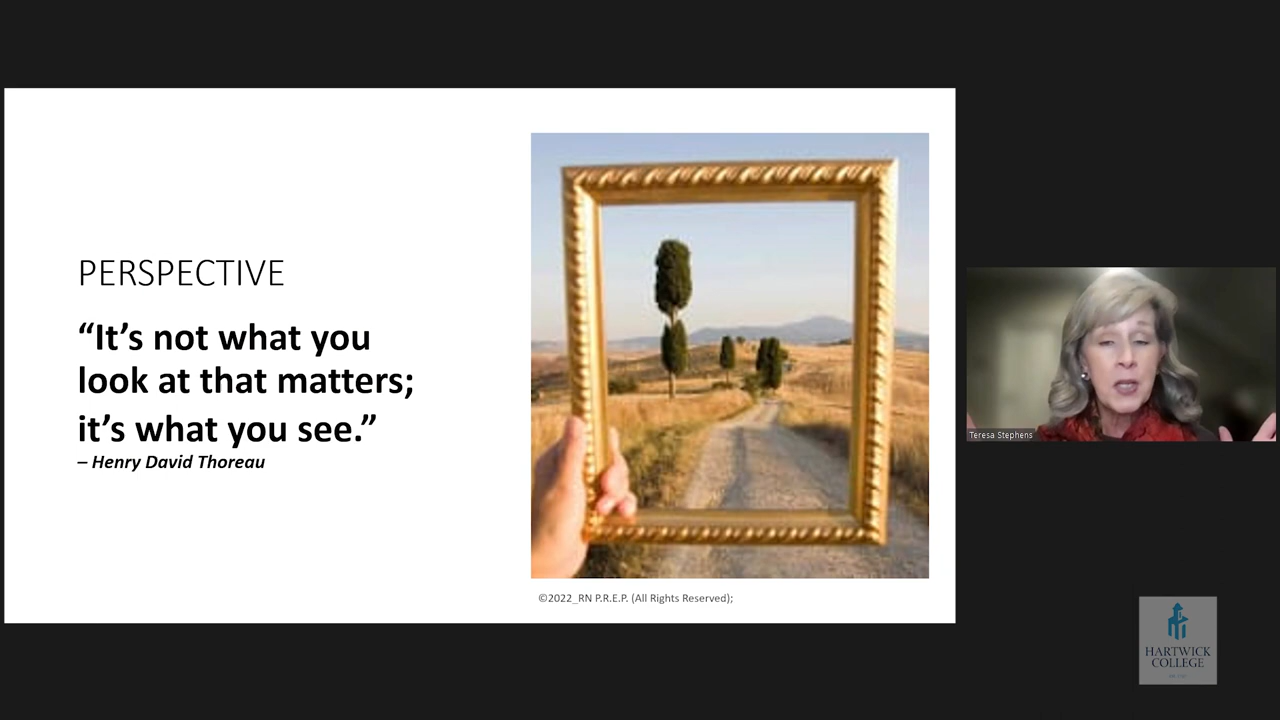 PERSPECTIVE
“It’s not what you
look at that matters;
it’s what you see.”
– Henry David Thoreau
©2022_RN P.R.E.P. (All Rights Reserved);
Teresa Stephens
HARTWICK
COLLEGE